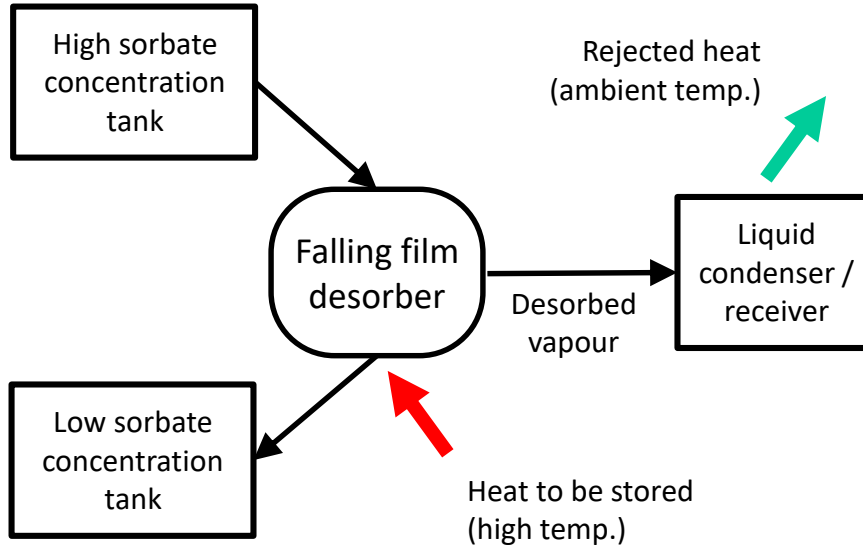 High sorbate
concentration
tank
Rejected heat
(ambient temp.)
Falling film
desorber
Desorbed
vapour
Liquid
condenser /
receiver
Low sorbate
concentration
tank
Heat to be stored
(high temp.)